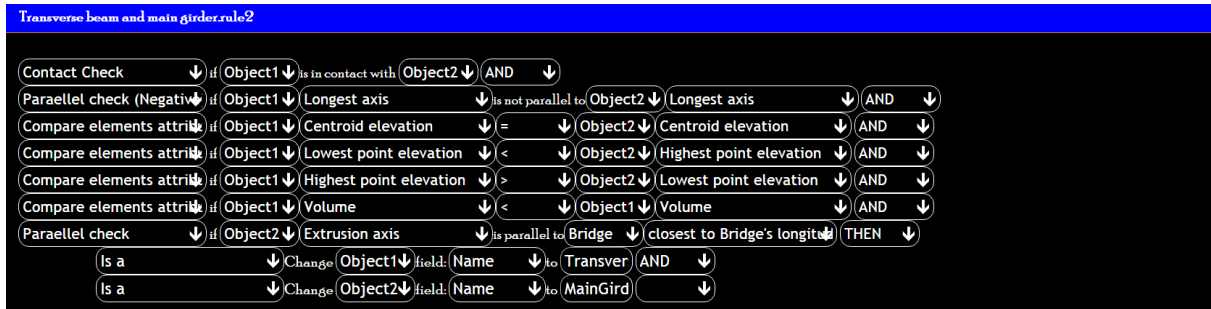 Transverse beam and main girder.rule2
Contact Check if Object1 is in contact with Object2 AND
Paraellel check (Negativ if Object1 Longest axis is not parallel to Object2 Longest axis AND
Compare elements attrib if Object1 Centroid elevation = Object2 Centroid elevation AND
Compare elements attrib if Object1 Lowest point elevation < Object2 Highest point elevation AND
Compare elements attrib if Object1 Highest point elevation > Object2 Lowest point elevation AND
Compare elements attrib if Object1 Volume < Object1 Volume AND
Paraellel check if Object2 Extrusion axis is parallel to Bridge closest to Bridge's longitud THEN
Is a Change Object1 field: Name to Transver AND
Is a Change Object2 field: Name to MainGird